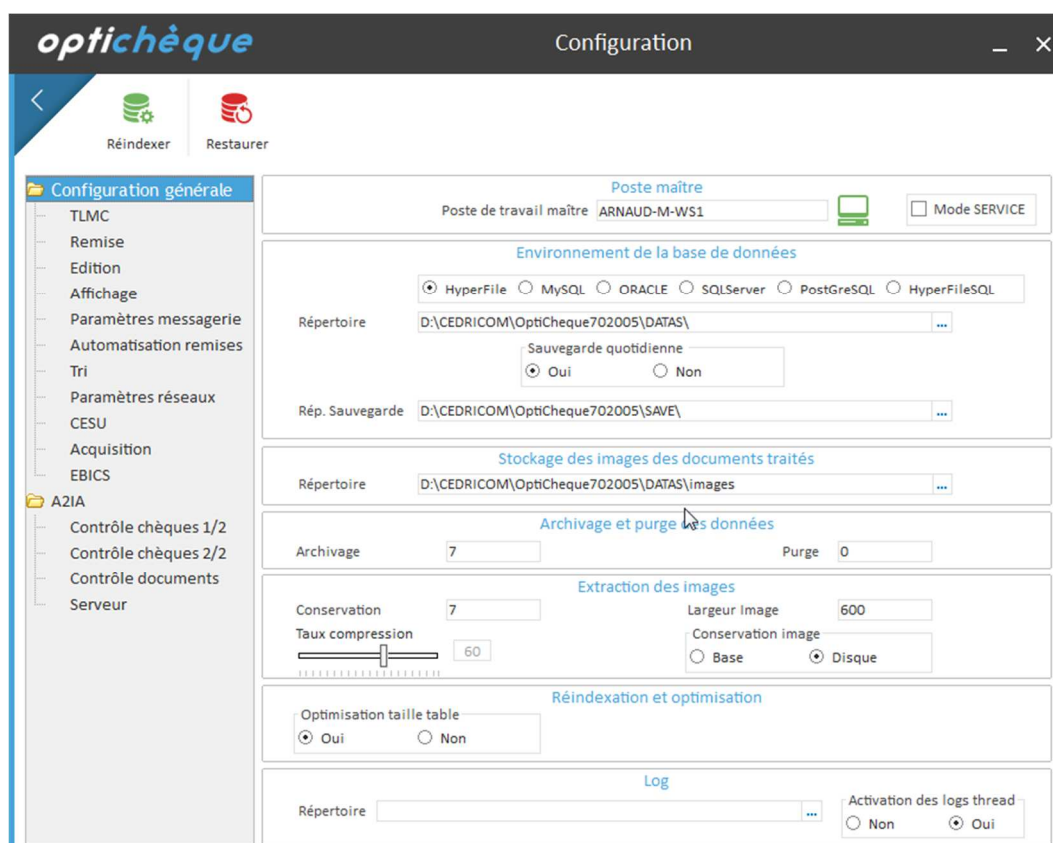 optichèque
Configuration
Réindexer
Restaurer
Configuration générale
TLMC
Remise
Edition
Affichage
Paramètres messagerie
Automatisation remises
Tri
Paramètres réseaux
CESU
Acquisition
EBICS
A2IA
Contrôle chèques 1/2
Contrôle chèques 2/2
Contrôle documents
Serveur
Poste maître
Poste de travail maître ARNAUD-M-WS1 Mode SERVICE
Environnement de la base de données
HyperFile MySQL ORACLE SQLServer PostGreSQL HyperFileSQL
Répertoire D:\CEDRICOM\OptiCheque702005\DATAS\ ...
Sauvegarde quotidienne
Oui Non
Rép. Sauvegarde D:\CEDRICOM\OptiCheque702005\SAVE\ ...
Stockage des images des documents traités
Répertoire D:\CEDRICOM\OptiCheque702005\DATAS\images ...
Archivage et purge des données
Archivage 7 Purge 0
Extraction des images
Conservation 7 Largeur Image 600
Taux compression 60
Conservation image
Base Disque
Réindexation et optimisation
Optimisation taille table
Oui Non
Log
Répertoire ...
Activation des logs thread
Non Oui